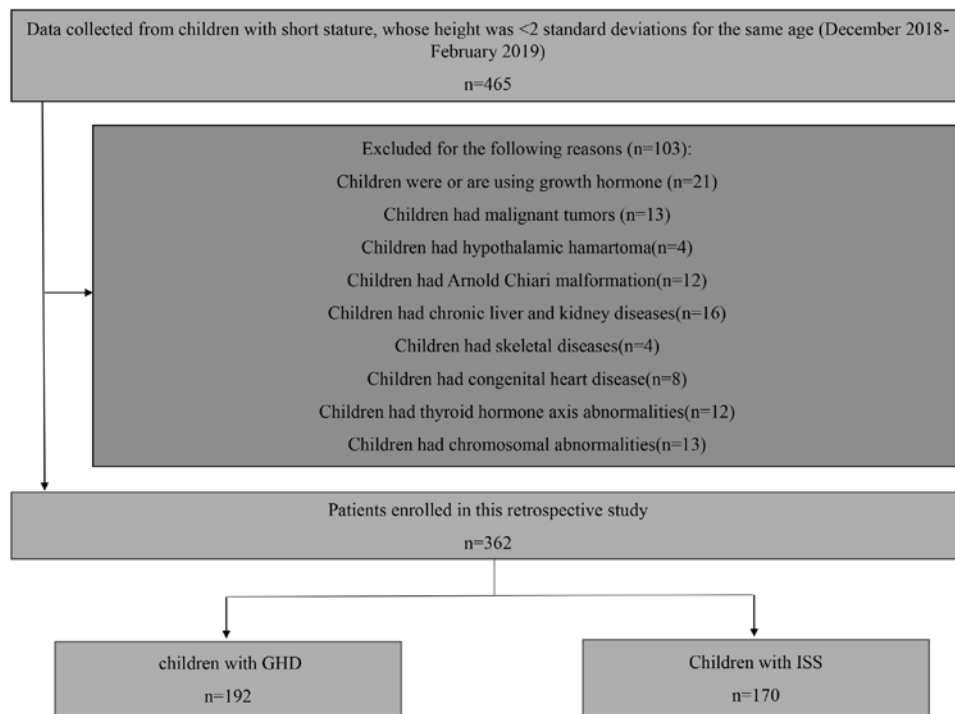 Data collected from children with short stature, whose height was <2 standard deviations for the same age (December 2018-
February 2019)
n=465
Excluded for the following reasons (n=103):
Children were or are using growth hormone (n=21)
Children had malignant tumors (n=13)
Children had hypothalamic hamartoma(n=4)
Children had Arnold Chiari malformation(n=12)
Children had chronic liver and kidney diseases(n=16)
Children had skeletal diseases(n=4)
Children had congenital heart disease(n=8)
Children had thyroid hormone axis abnormalities(n=12)
Children had chromosomal abnormalities(n=13)
Patients enrolled in this retrospective study
n=362
children with GHD
n=192
Children with ISS
n=170